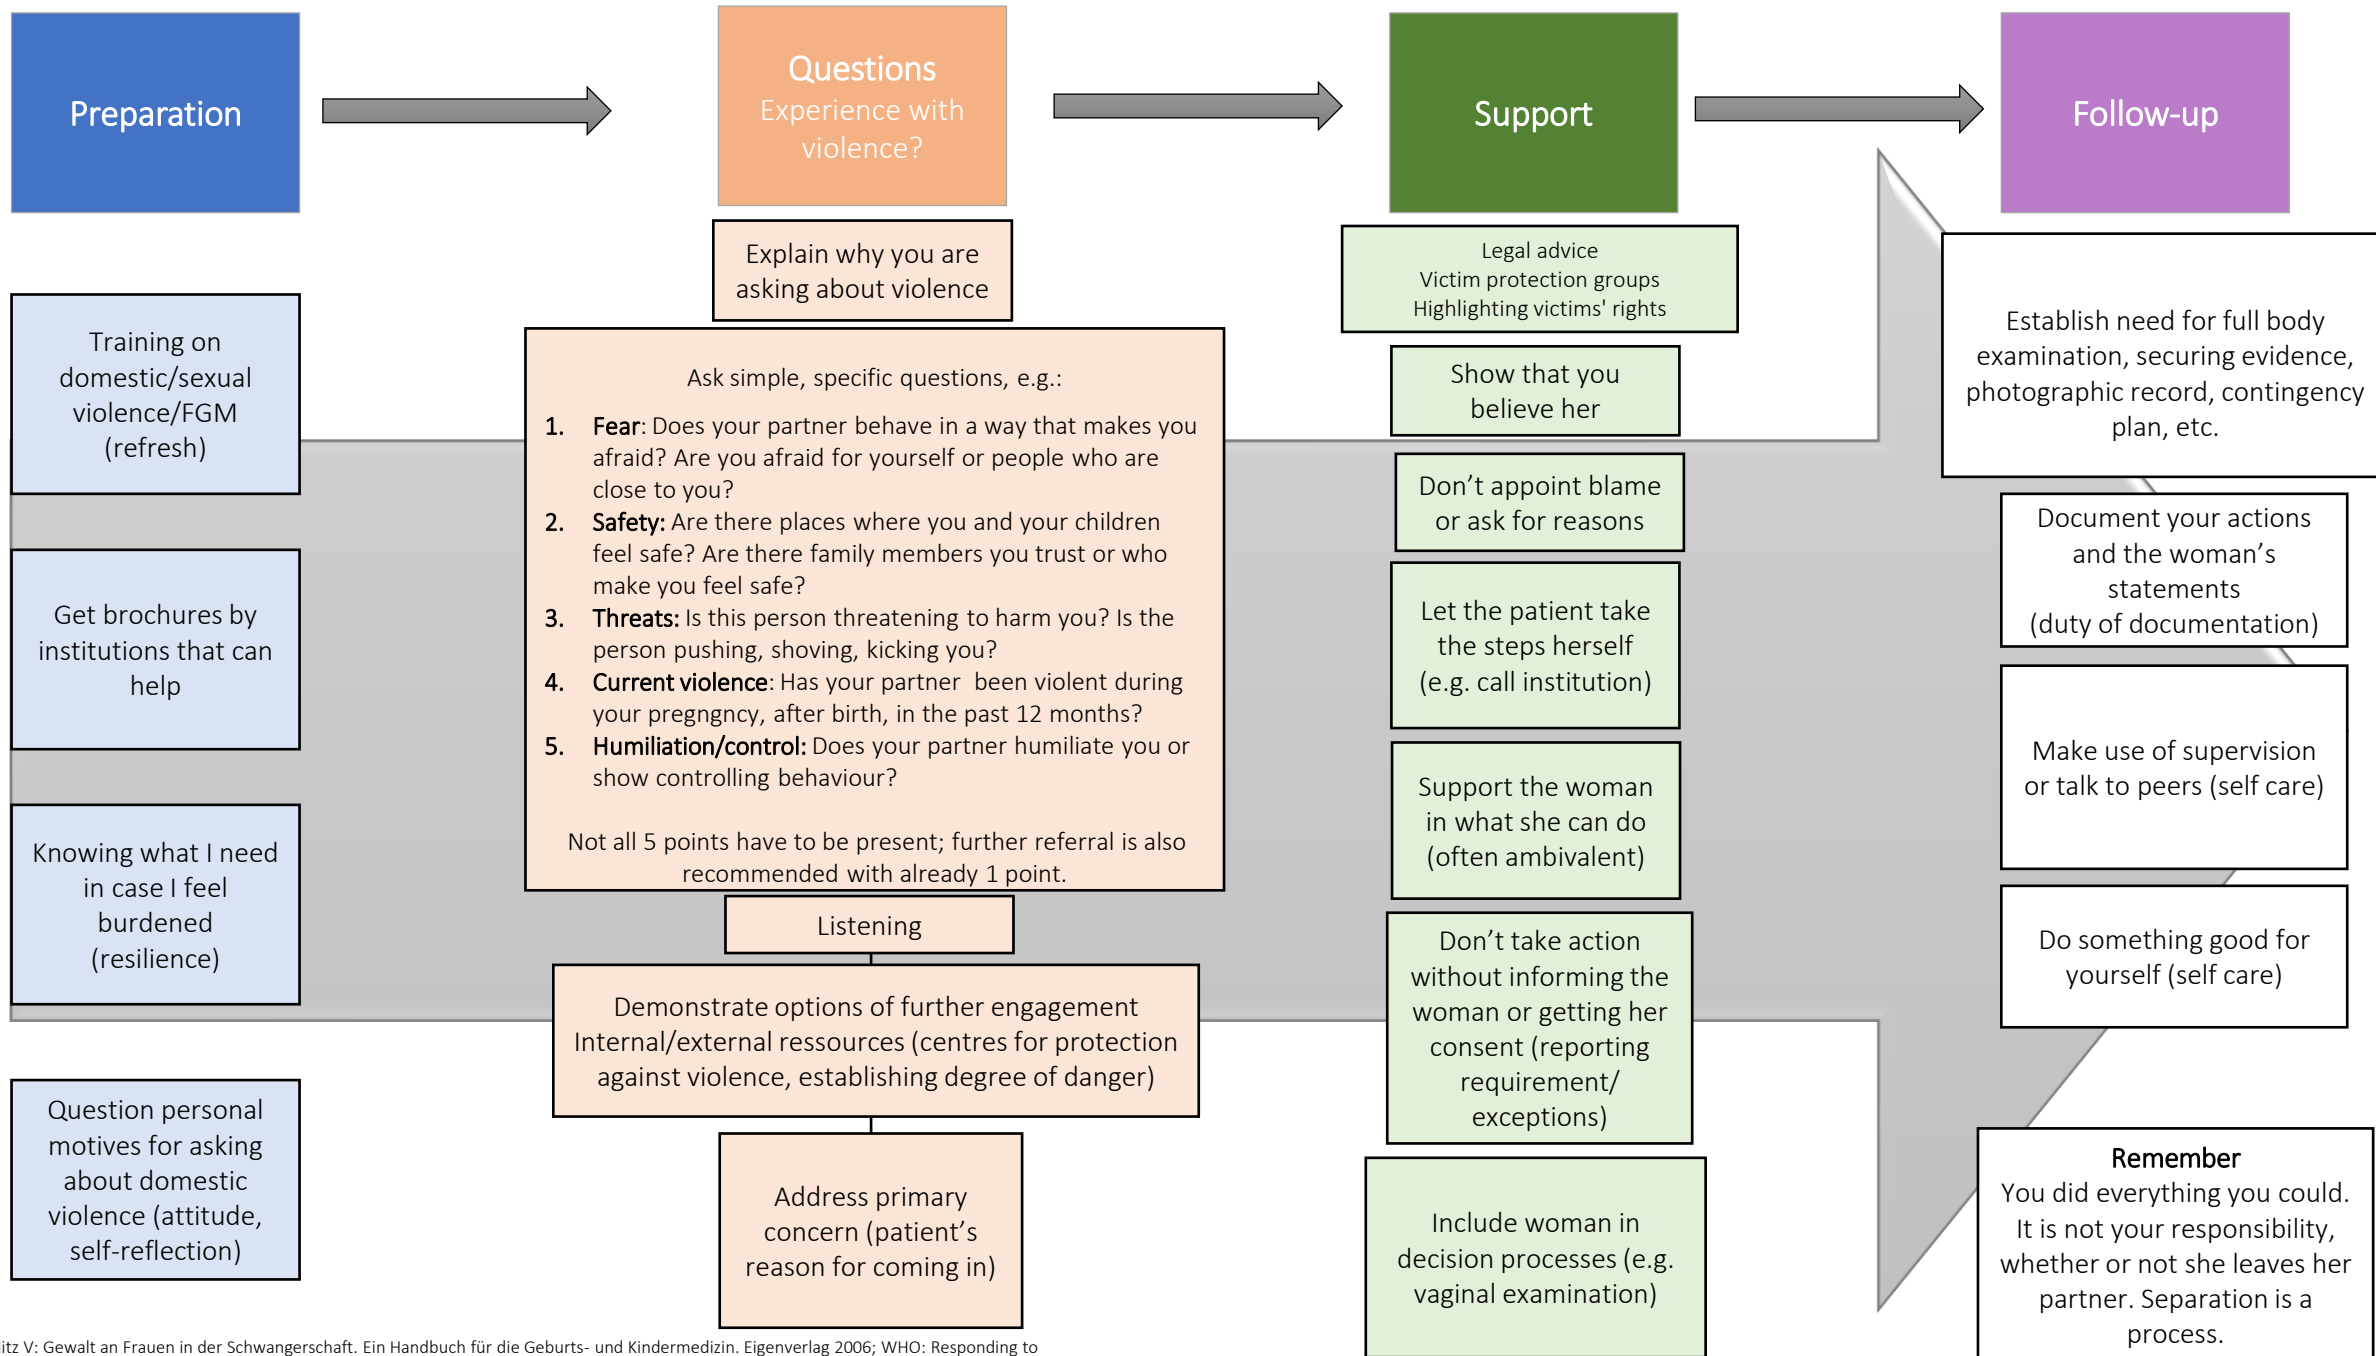 Preparation
Questions
Experience with
violence?
Support
Follow-up
Training on
domestic/sexual
violence/FGM
(refresh)
Get brochures by
institutions that can
help
Knowing what I need
in case I feel
burdened
(resilience)
Question personal
motives for asking
about domestic
violence (attitude,
self-reflection)
Explain why you are
asking about violence
Ask simple, specific questions, e.g.:
1. Fear: Does your partner behave in a way that makes you
afraid? Are you afraid for yourself or people who are
close to you?
2. Safety: Are there places where you and your children
feel safe? Are there family members you trust or who
make you feel safe?
3. Threats: Is this person threatening to harm you? Is the
person pushing, shoving, kicking you?
4. Current violence: Has your partner been violent during
your pregngncy, after birth, in the past 12 months?
5. Humiliation/control: Does your partner humiliate you or
show controlling behaviour?
Not all 5 points have to be present; further referral is also
recommended with already 1 point.
Listening
Demonstrate options of further engagement
Internal/external ressources (centres for protection
against violence, establishing degree of danger)
Address primary
concern (patient's
reason for coming in)
Legal advice
Victim protection groups
Highlighting victims' rights
Show that you
believe her
Don't appoint blame
or ask for reasons
Let the patient take
the steps herself
(e.g. call institution)
Support the woman
in what she can do
(often ambivalent)
Don't take action
without informing the
woman or getting her
consent (reporting
requirement/
exceptions)
Include woman in
decision processes (e.g.
vaginal examination)
Establish need for full body
examination, securing evidence,
photographic record, contingency
plan, etc.
Document your actions
and the woman's
statements
(duty of documentation)
Make use of supervision
or talk to peers (self care)
Do something good for
yourself (self care)
Remember
You did everything you could.
It is not your responsibility,
whether or not she leaves her
partner. Separation is a
process.
V: Gewalt an Frauen in der Schwangerschaft. Ein Handbuch für die Geburts- und Kindermedizin. Eigenverlag 2006; WHO: Responding to